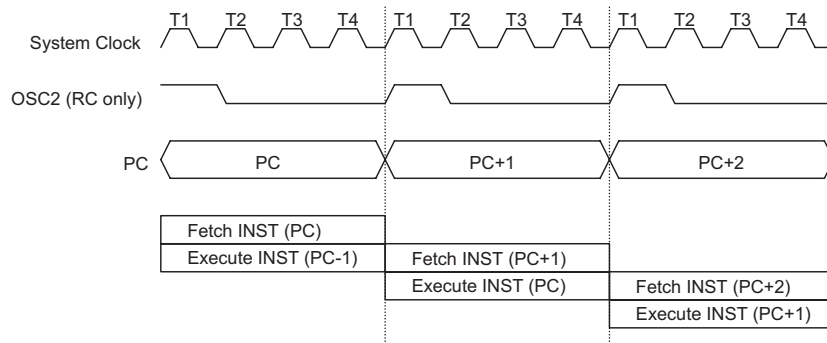 T1 T2 T3 T4 T1 T2 T3 T4 T1 T2 T3 T4
System Clock
OSC2 (RC only)
PC PC PC+1 PC+2
Fetch INST (PC)
Execute INST (PC-1) Fetch INST (PC+1)
Execute INST (PC) Fetch INST (PC+2)
Execute INST (PC+1)